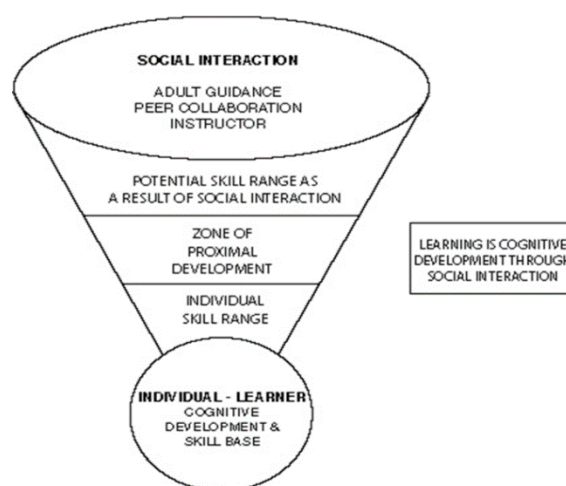 SOCIAL INTERACTION
ADULT GUIDANCE
PEER COLLABORATION
INSTRUCTOR
POTENTIAL SKILL RANGE AS
A RESULT OF SOCIAL INTERACTION
ZONE OF
PROXIMAL
DEVELOPMENT
INDIVIDUAL
SKILL RANGE
INDIVIDUAL - LEARNER
COGNITIVE
DEVELOPMENT &
SKILL BASE
LEARNING IS COGNITIVE
DEVELOPMENT THROUGH
SOCIAL INTERACTION